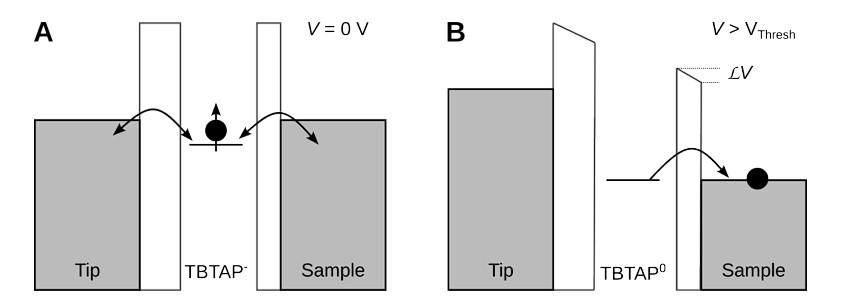 A
V = 0 V
Tip
TBTAP⁻
Sample
B
V > V_Thresh
ℒV
Tip
TBTAP⁰
Sample